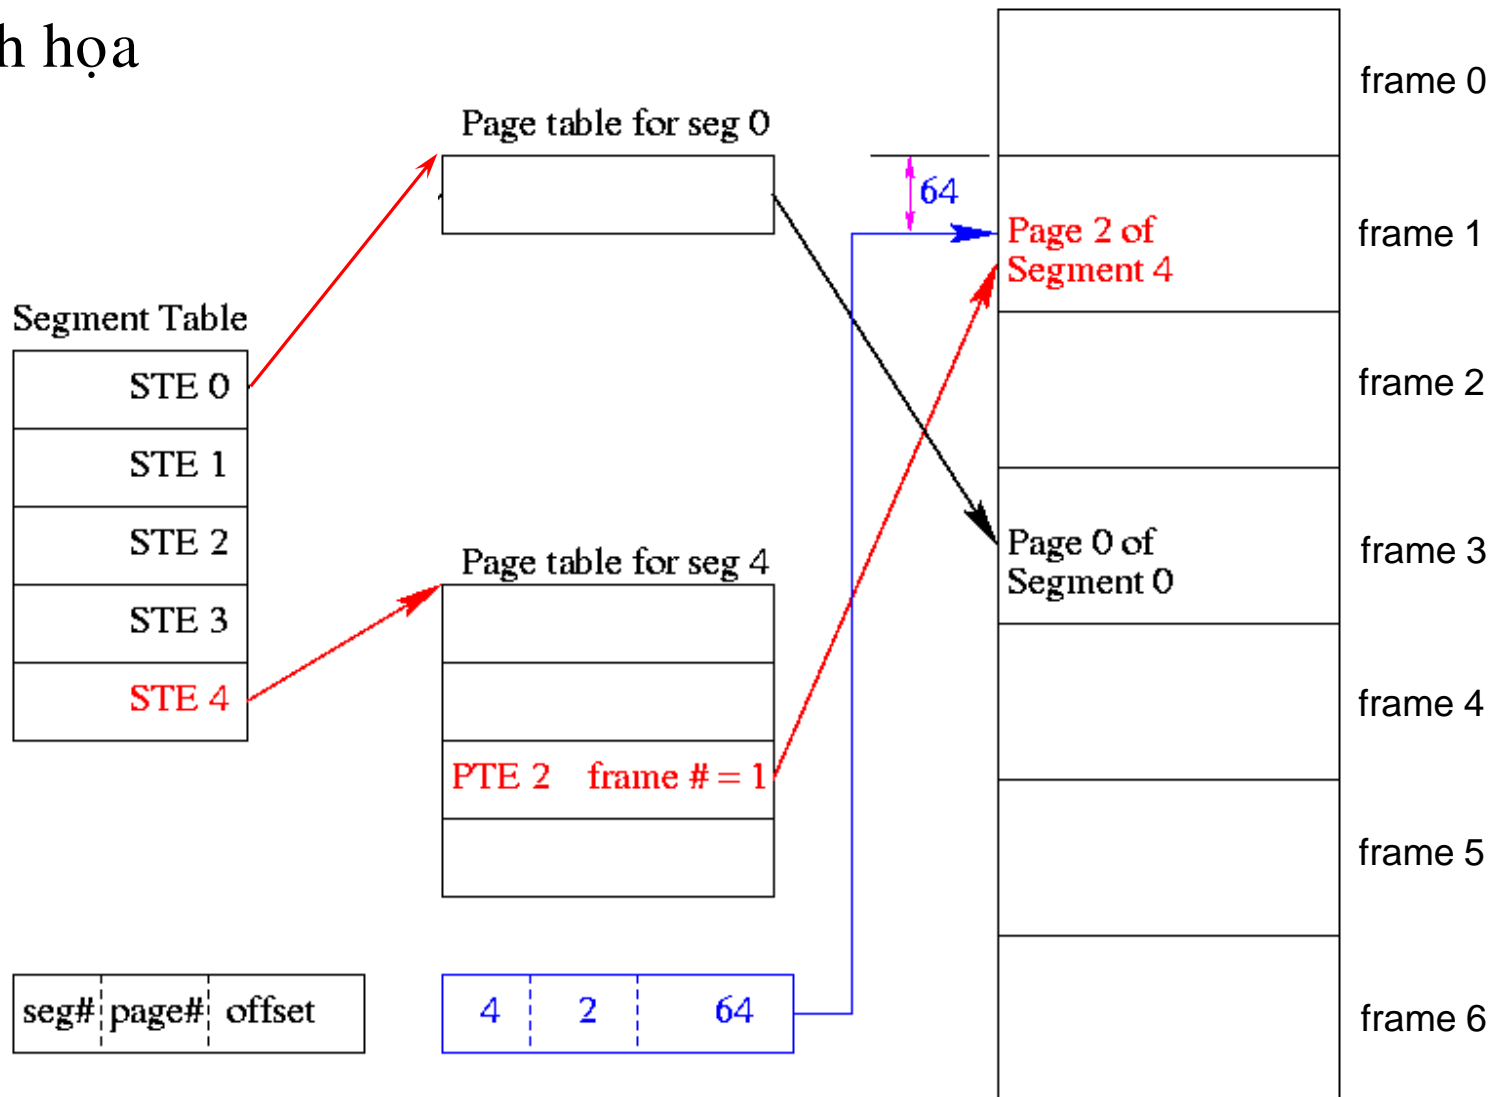 h họa
Page table for seg 0
Segment Table
STE 0
STE 1
STE 2
STE 3
STE 4
Page table for seg 4
PTE 2 frame # = 1
seg# page# offset
4 2 64
64
Page 2 of
Segment 4
Page 0 of
Segment 0
frame 0
frame 1
frame 2
frame 3
frame 4
frame 5
frame 6